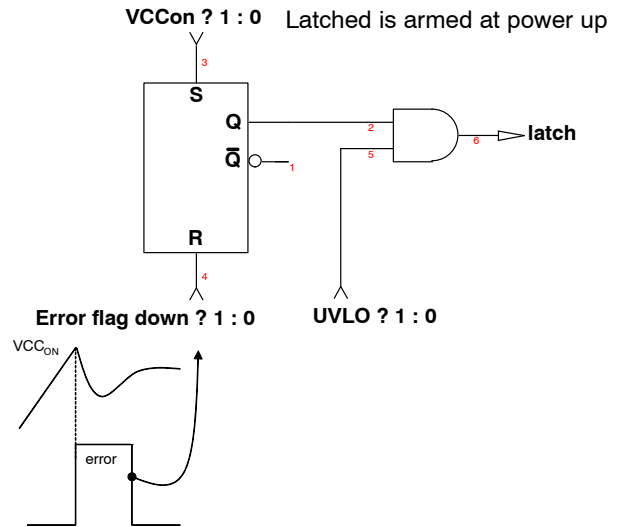 VCCon ? 1 : 0 Latched is armed at power up
3
S
Q
2
latch
6
Q̅
5
1
R
4
Error flag down ? 1 : 0 UVLO ? 1 : 0
VCCON
error